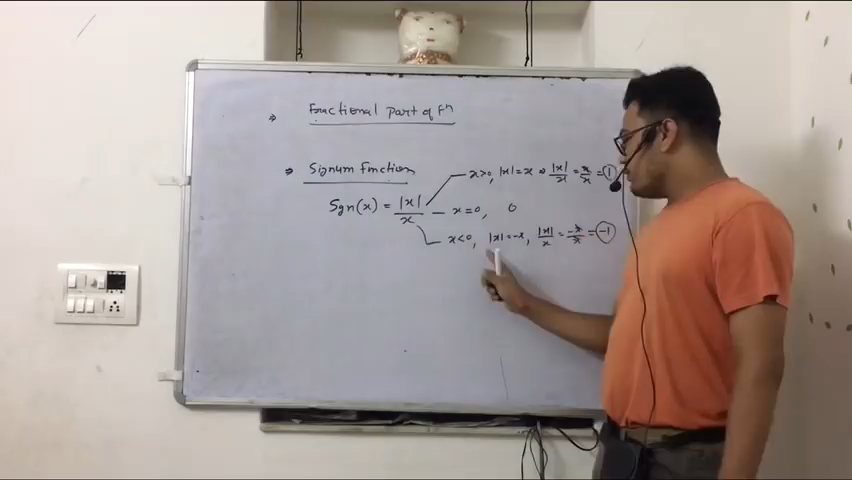 ⇒ Fractional part of Fⁿ
⇒ Signum Function
x>0, |x|=x ⇒ |x|/x = x/x = 1
Sgn(x) = |x|/x — x=0, 0
x<0, |x|=-x, |x|/x = -x/x = -1